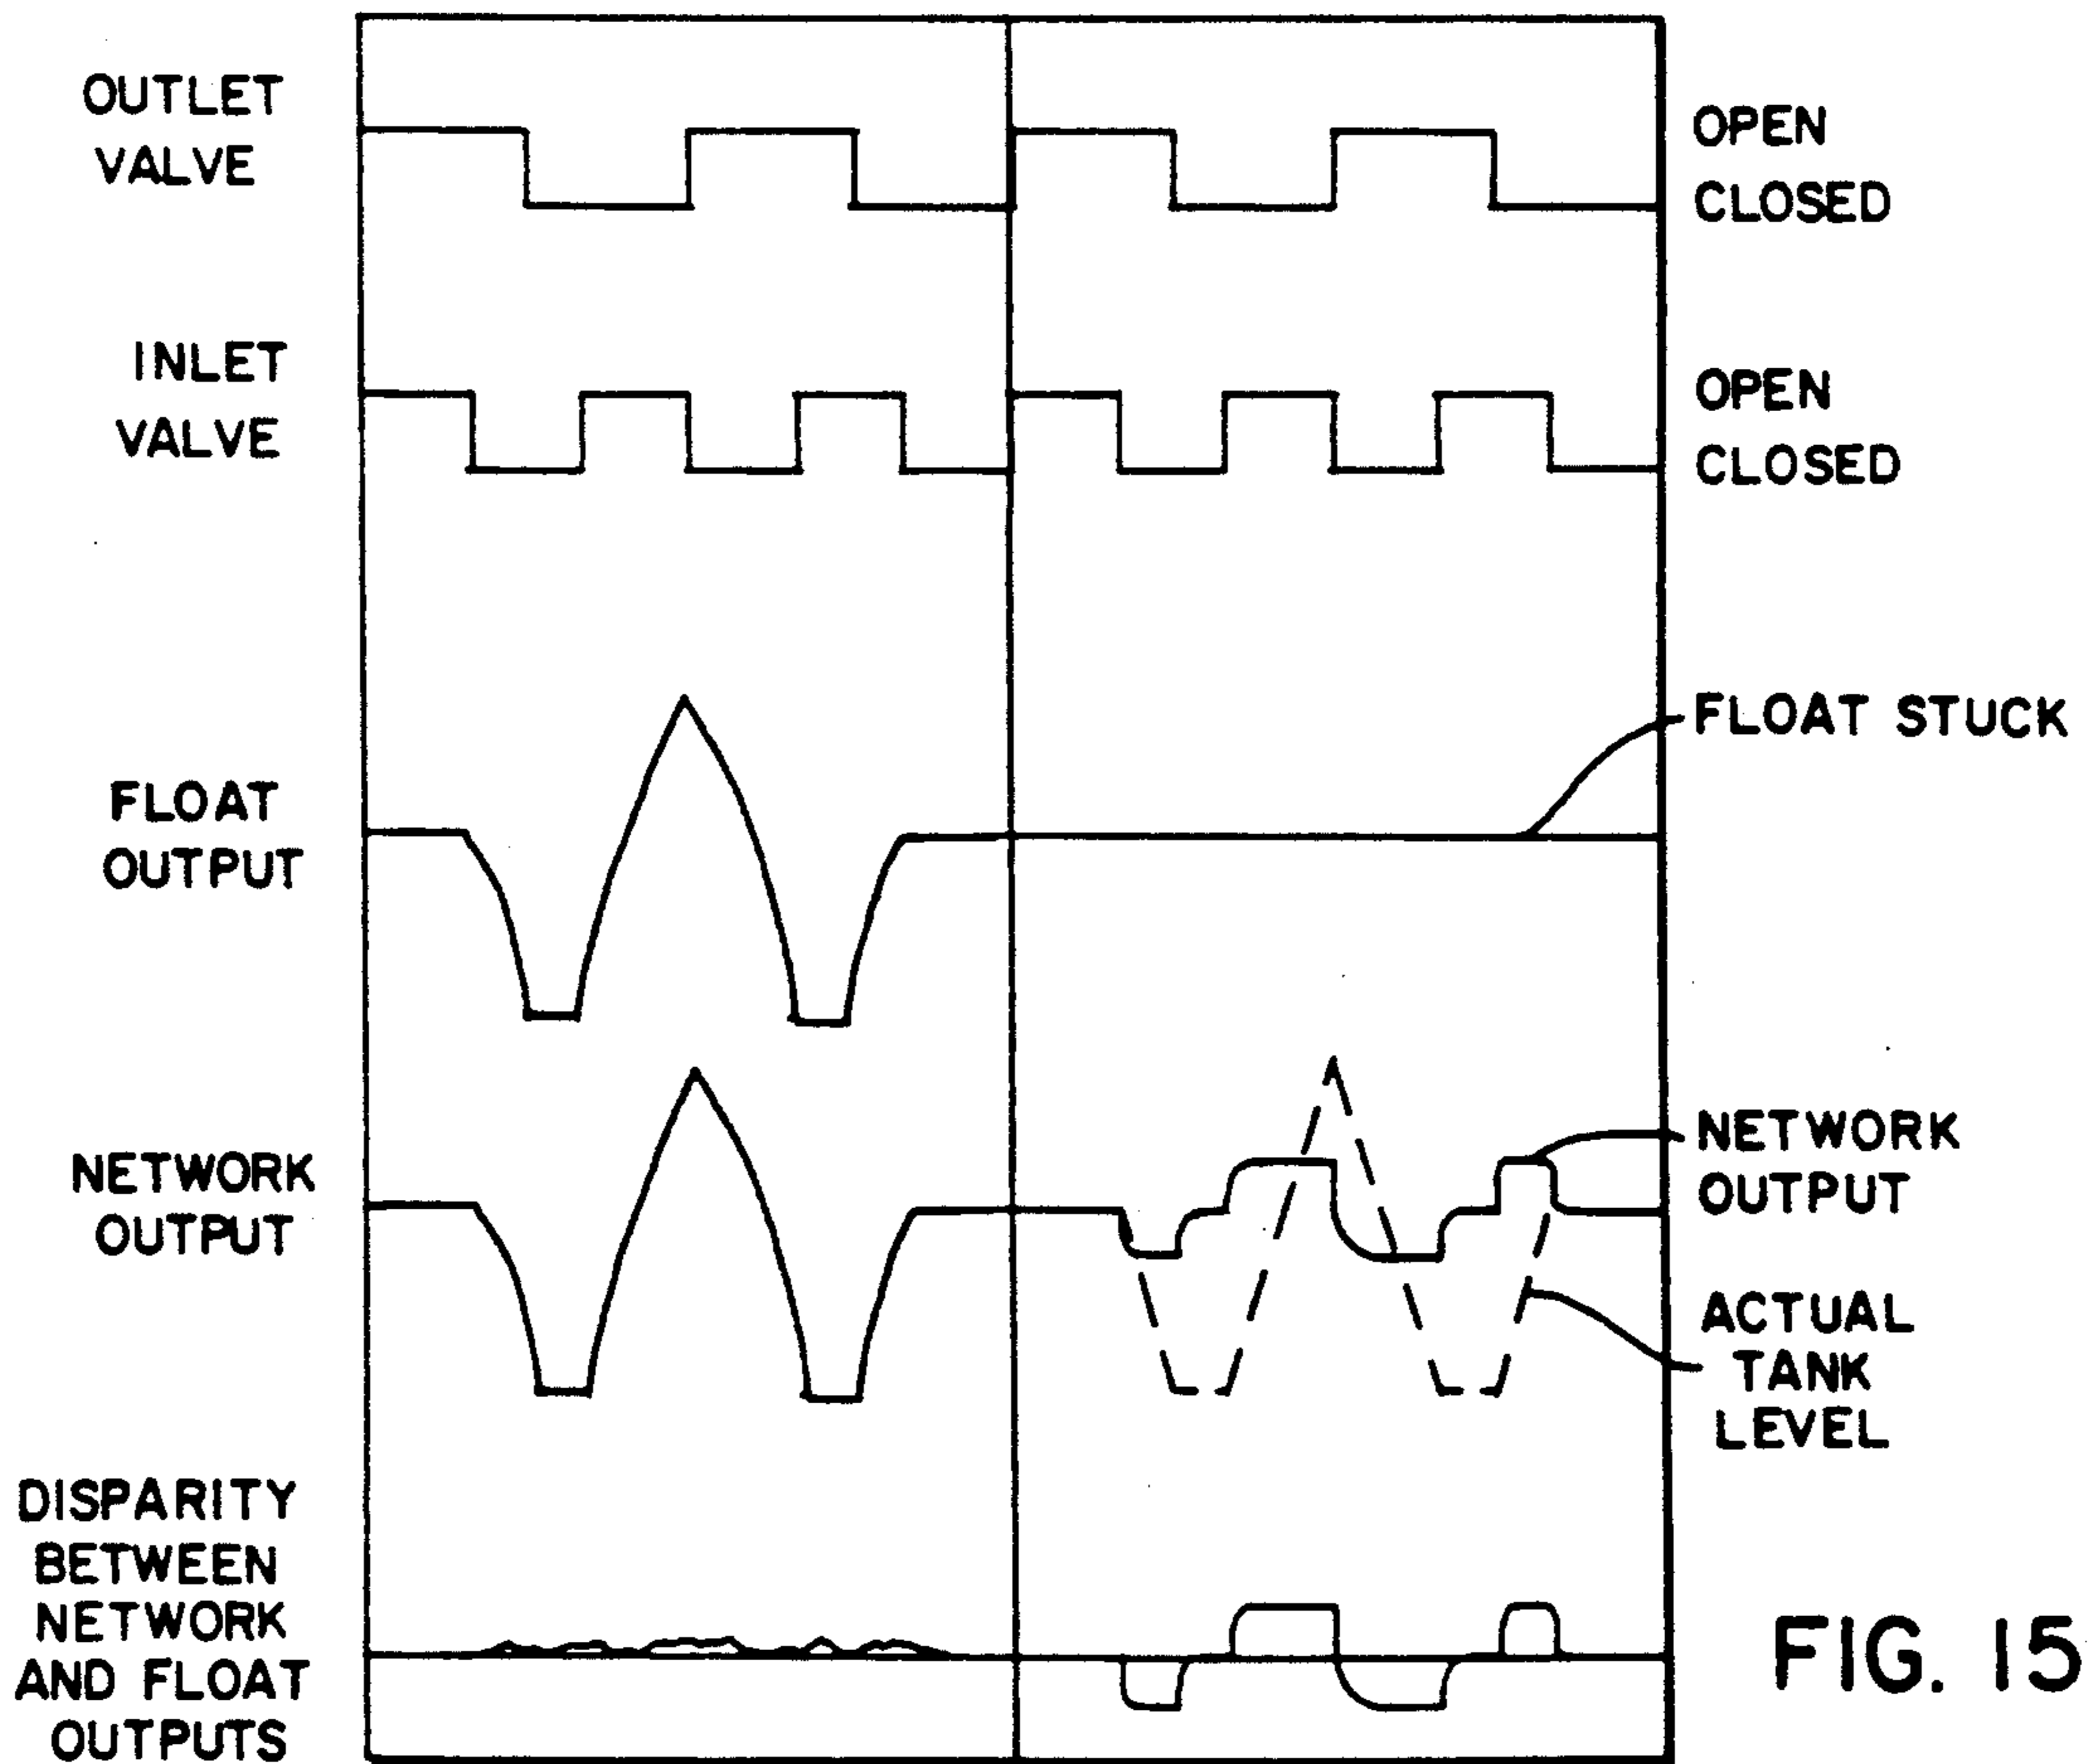 OUTLET
VALVE
OPEN
CLOSED
INLET
VALVE
OPEN
CLOSED
FLOAT STUCK
FLOAT
OUTPUT
NETWORK
OUTPUT
NETWORK
OUTPUT
ACTUAL
TANK
LEVEL
DISPARITY
BETWEEN
NETWORK
AND FLOAT
OUTPUTS
FIG. 15